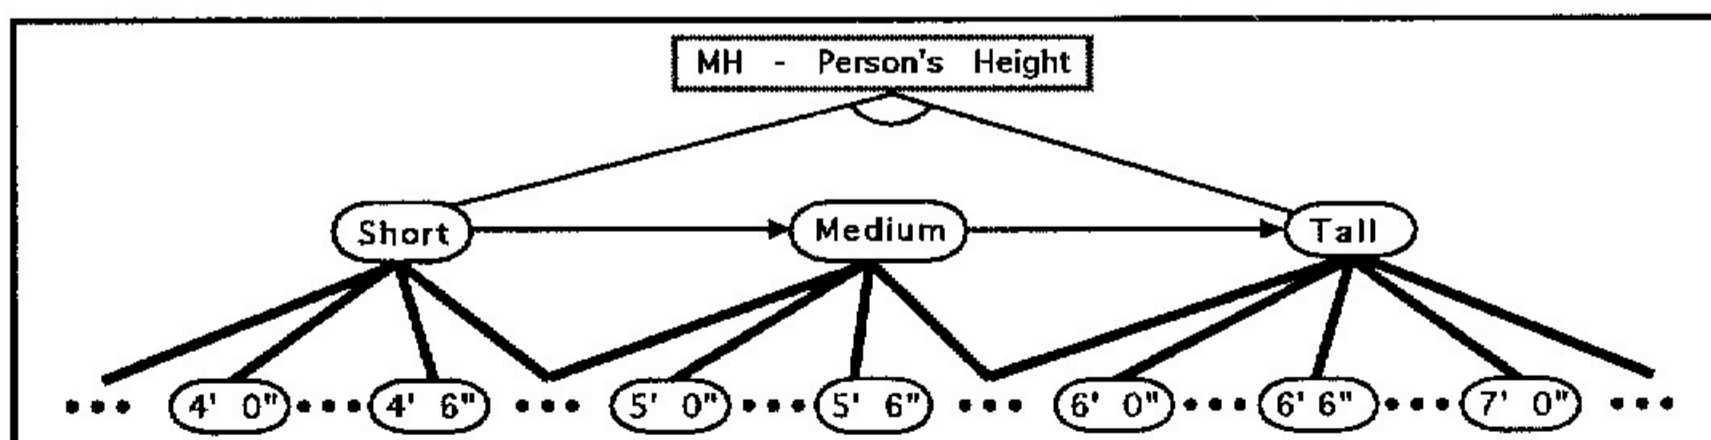 MH - Person's Height
Short Medium Tall
••• 4' 0" ••• 4' 6" ••• 5' 0" ••• 5' 6" ••• 6' 0" ••• 6' 6" ••• 7' 0" •••